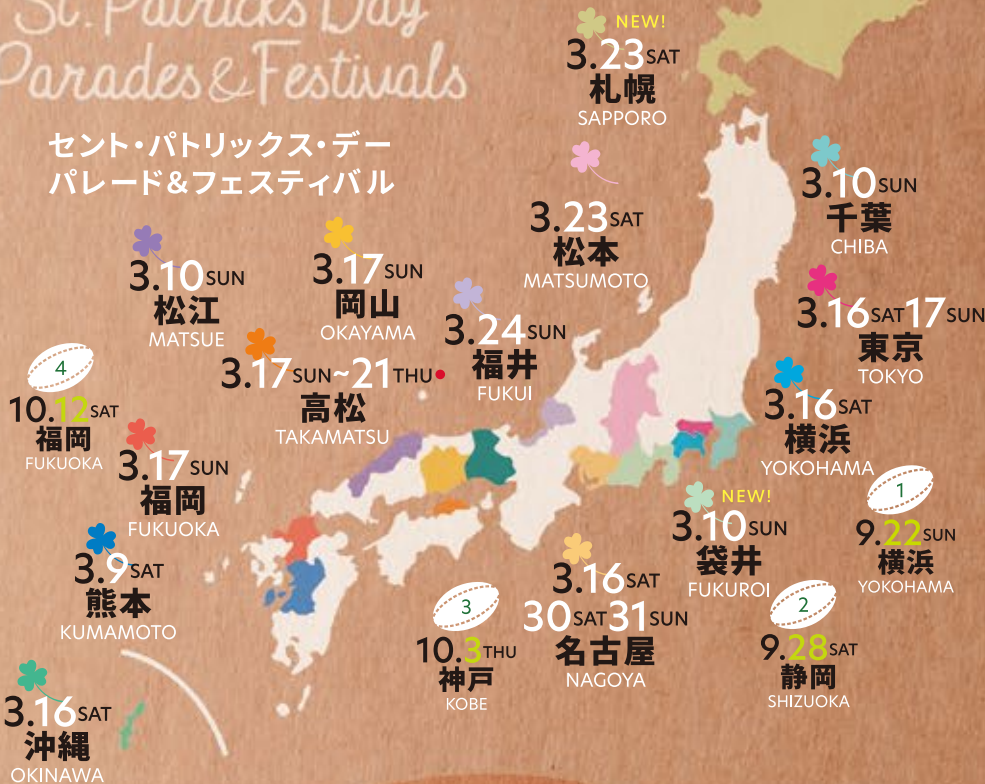 St. Patrick's Day
Parades & Festivals
セント・パトリックス・デー
パレード&フェスティバル
NEW!
3.23 SAT
札幌
SAPPORO
3.10 SUN
千葉
CHIBA
3.23 SAT
松本
MATSUMOTO
3.10 SUN
松江
MATSUE
3.17 SUN
岡山
OKAYAMA
3.24 SUN
福井
FUKUI
3.16 SAT 17 SUN
東京
TOKYO
3.17 SUN~21 THU
高松
TAKAMATSU
3.16 SAT
横浜
YOKOHAMA
4
10.12 SAT
福岡
FUKUOKA
3.17 SUN
福岡
FUKUOKA
NEW!
3.10 SUN
袋井
FUKUROI
1
9.22 SUN
横浜
YOKOHAMA
3.9 SAT
熊本
KUMAMOTO
3
10.3 THU
神戸
KOBE
3.16 SAT
30 SAT 31 SUN
名古屋
NAGOYA
2
9.28 SAT
静岡
SHIZUOKA
3.16 SAT
沖縄
OKINAWA